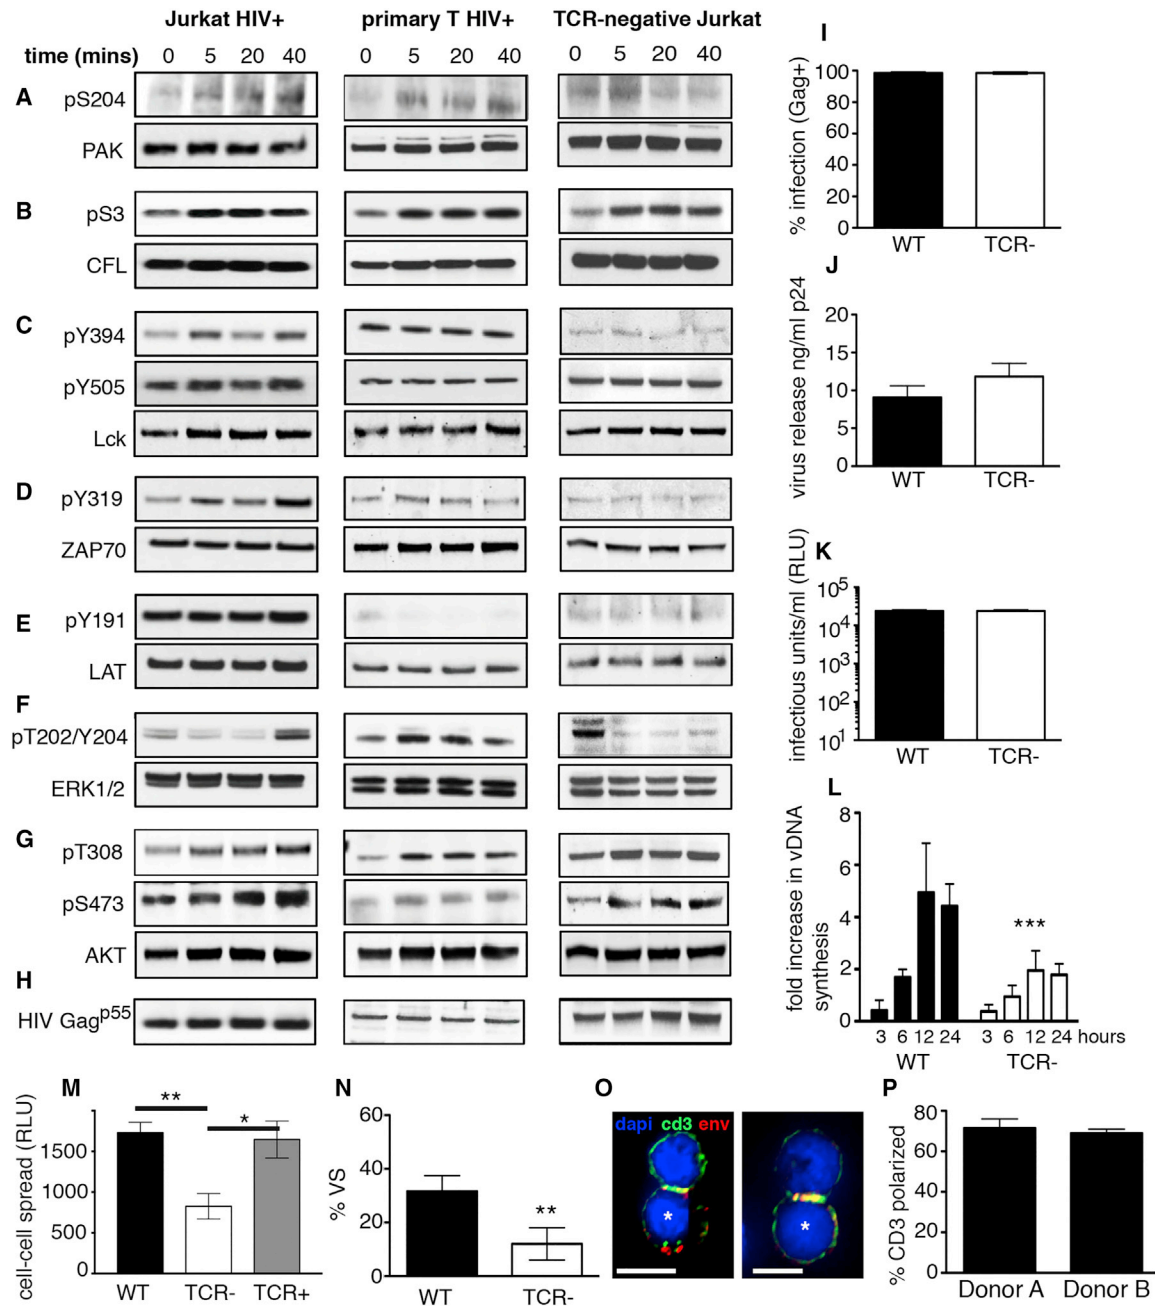 Jurkat HIV+ primary T HIV+ TCR-negative Jurkat
time (mins) 0 5 20 40 0 5 20 40 0 5 20 40
A pS204
PAK
B pS3
CFL
C pY394
pY505
Lck
D pY319
ZAP70
E pY191
LAT
F
pT202/Y204
ERK1/2
G pT308
pS473
AKT
H
HIV Gagp55
I
% infection (Gag+)
100
80
60
40
20
0
WT TCR-
J
virus release ng/ml p24
20
15
10
5
0
WT TCR-
K
infectious units/ml (RLU)
10^5
10^4
10^3
10^2
10^1
WT TCR-
L
fold increase in vDNA
synthesis
8
6
4
2
0
***
3 6 12 24 3 6 12 24 hours
WT TCR-
M
cell-cell spread (RLU)
1500
1000
500
0
** *
WT TCR- TCR+
N
% VS
60
40
20
0
**
WT TCR-
O
dapi cd3 env
* *
P
% CD3 polarized
80
60
40
20
0
Donor A Donor B